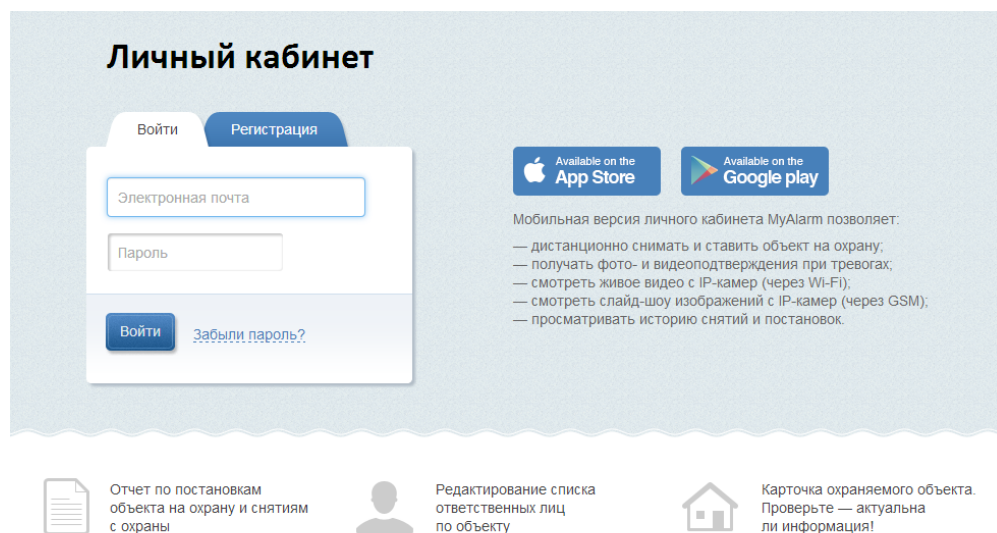 Личный кабинет
Войти
Регистрация
Электронная почта
Пароль
Войти
Забыли пароль?
Available on the
App Store
Available on the
Google play
Мобильная версия личного кабинета MyAlarm позволяет:
— дистанционно снимать и ставить объект на охрану;
— получать фото- и видеоподтверждения при тревогах;
— смотреть живое видео с IP-камер (через Wi-Fi);
— смотреть слайд-шоу изображений с IP-камер (через GSM);
— просматривать историю снятий и постановок.
Отчет по постановкам
объекта на охрану и снятиям
с охраны
Редактирование списка
ответственных лиц
по объекту
Карточка охраняемого объекта.
Проверьте — актуальна
ли информация!